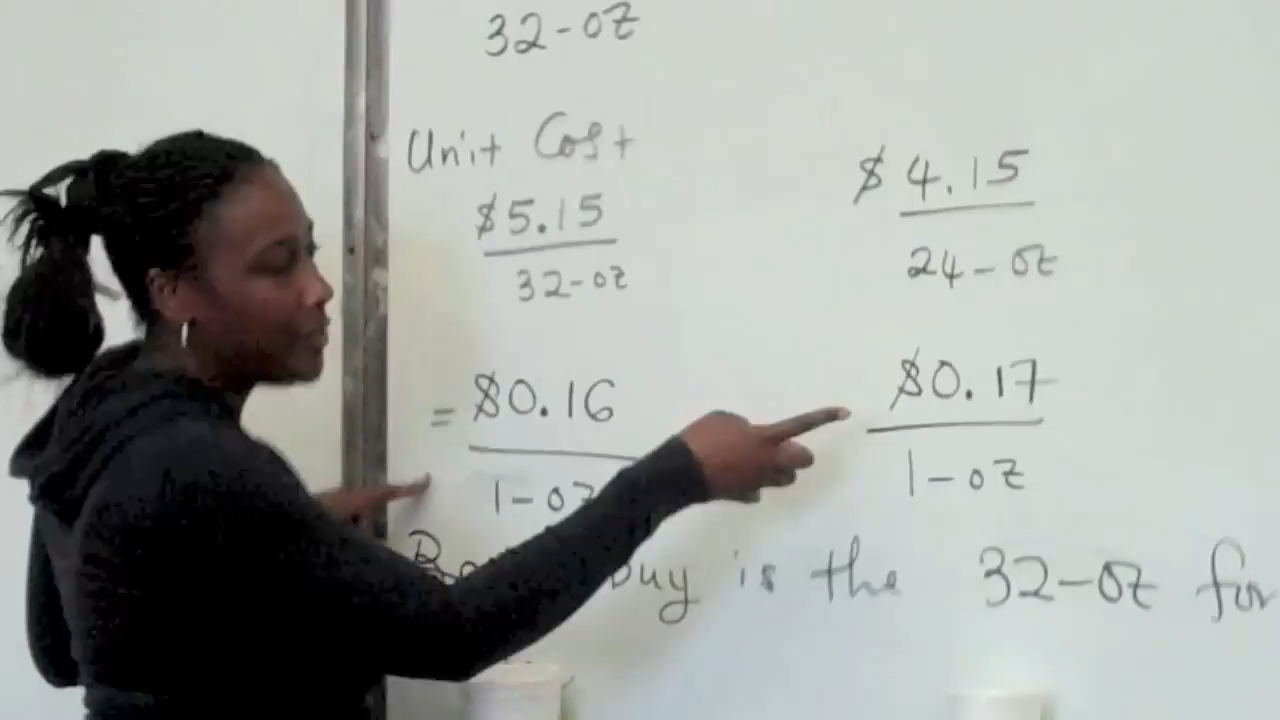 32-oz
Unit Cost
$5.15
32-oz
$4.15
24-oz
= $0.16
1-oz
$0.17
1-oz
buy is the 32-oz for